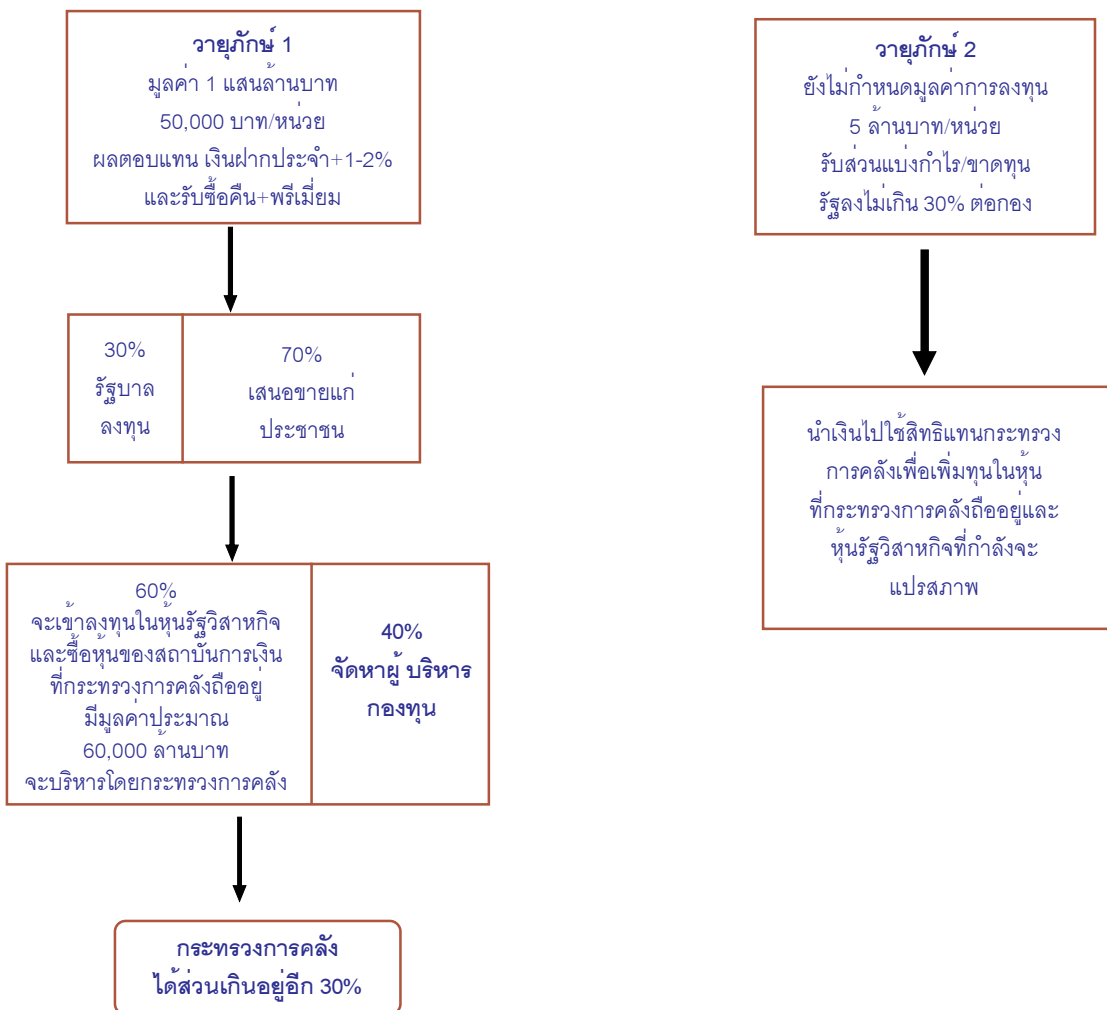 วายุภักษ์ 1
มูลค่า 1 แสนล้านบาท
50,000 บาท/หน่วย
ผลตอบแทน เงินฝากประจำ+1-2%
และรับซื้อคืน+พรีเมี่ยม
30%
รัฐบาล
ลงทุน
70%
เสนอขายแก่
ประชาชน
60%
จะเข้าลงทุนในหุ้นรัฐวิสาหกิจ
และซื้อหุ้นของสถาบันการเงิน
ที่กระทรวงการคลังถืออยู่
มีมูลค่าประมาณ
60,000 ล้านบาท
จะบริหารโดยกระทรวงการคลัง
40%
จัดหาผู้ บริหาร
กองทุน
กระทรวงการคลัง
ได้ส่วนเกินอยู่อีก 30%
วายุภักษ์ 2
ยังไม่กำหนดมูลค่าการลงทุน
5 ล้านบาท/หน่วย
รับส่วนแบ่งกำไร/ขาดทุน
รัฐลงไม่เกิน 30% ต่อกอง
นำเงินไปใช้สิทธิแทนกระทรวง
การคลังเพื่อเพิ่มทุนในหุ้น
ที่กระทรวงการคลังถืออยู่และ
หุ้นรัฐวิสาหกิจที่กำลังจะ
แปรสภาพ